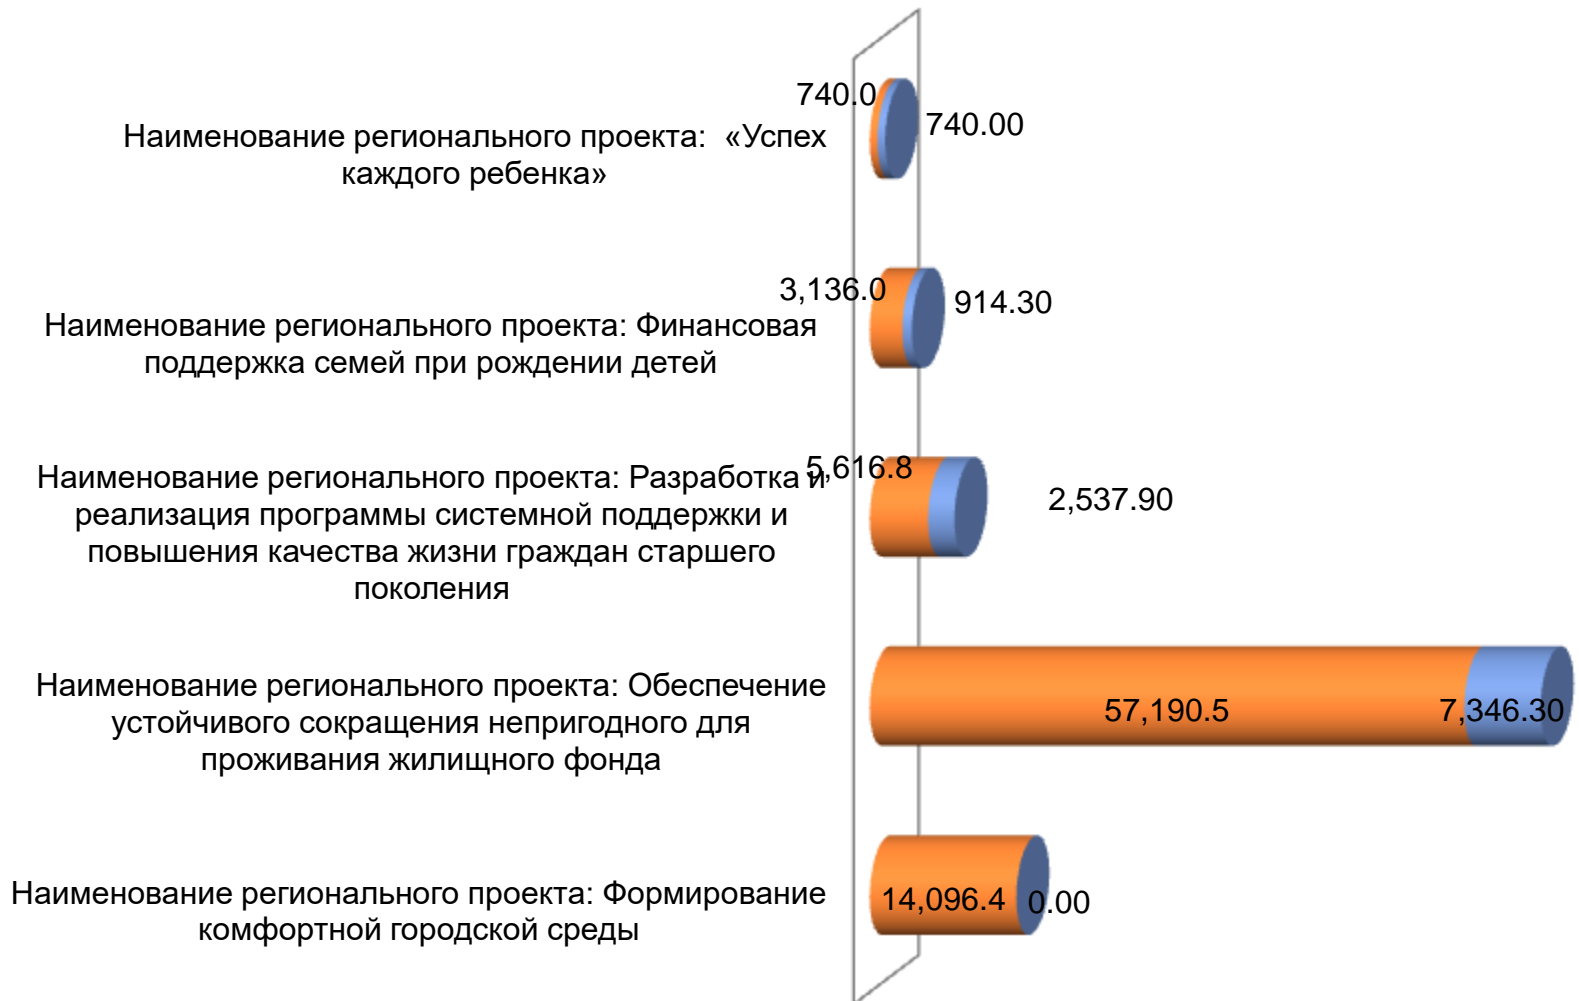 740.0
740.00
Наименование регионального проекта:  «Успех
каждого ребенка»
3,136.0
914.30
Наименование регионального проекта: Финансовая
поддержка семей при рождении детей
5,616.8
2,537.90
Наименование регионального проекта: Разработка и
реализация программы системной поддержки и
повышения качества жизни граждан старшего
поколения
Наименование регионального проекта: Обеспечение
устойчивого сокращения непригодного для
проживания жилищного фонда
57,190.5
7,346.30
Наименование регионального проекта: Формирование
комфортной городской среды
14,096.4
0.00